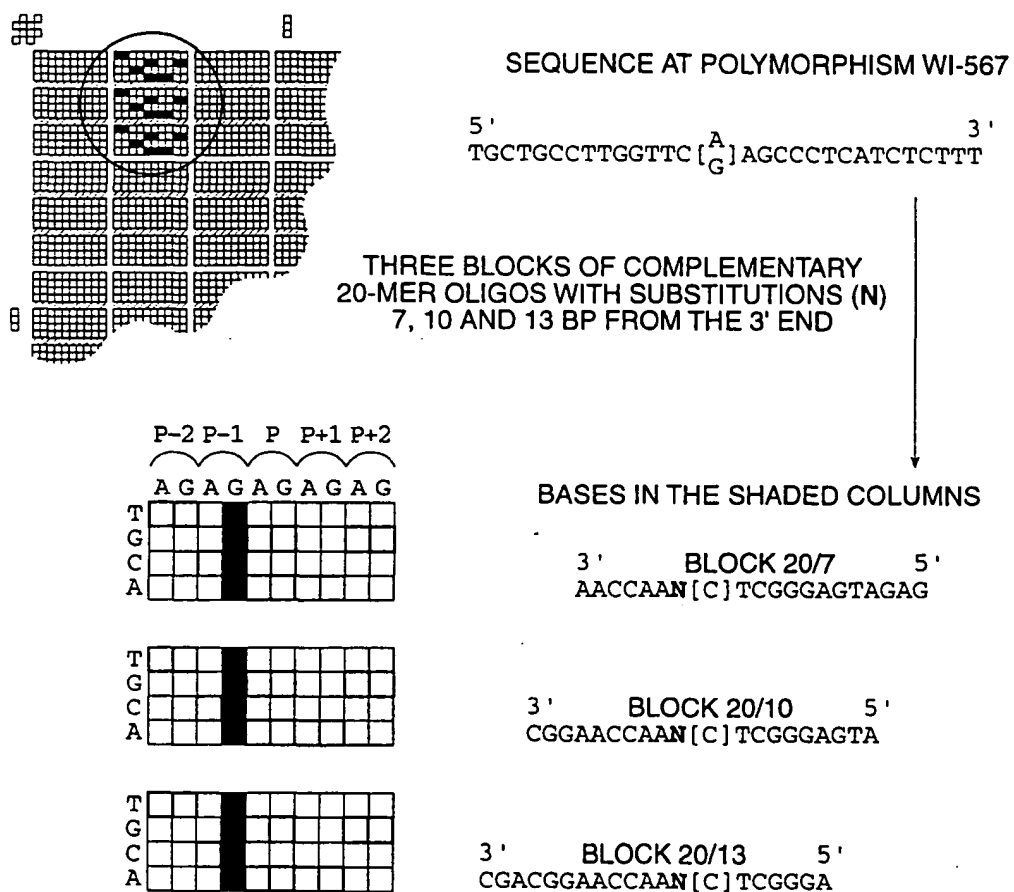 SEQUENCE AT POLYMORPHISM WI-567
5' 3'
TGCTGCCTTGGTTC[A/G]AGCCCTCATCTCTTT
THREE BLOCKS OF COMPLEMENTARY
20-MER OLIGOS WITH SUBSTITUTIONS (N)
7, 10 AND 13 BP FROM THE 3' END
P-2 P-1 P P+1 P+2
A G A G A G A G A G
BASES IN THE SHADED COLUMNS
T
G
C
A
3' BLOCK 20/7 5'
AACCAAN[C]TCGGGAGTAGAG
T
G
C
A
3' BLOCK 20/10 5'
CGGAACCAAN[C]TCGGGAGTA
T
G
C
A
3' BLOCK 20/13 5'
CGACGGAACCAAN[C]TCGGGA